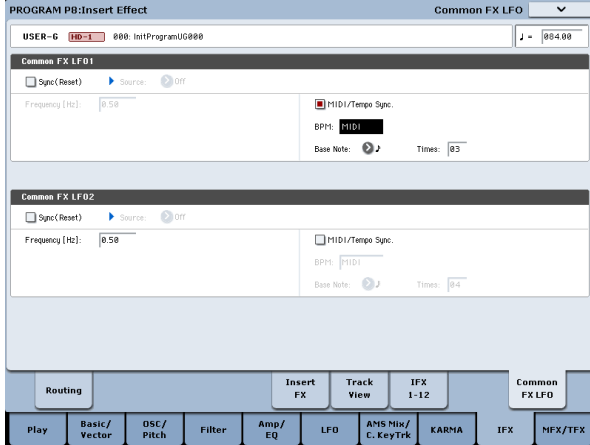 PROGRAM P8:Insert Effect Common FX LFO
USER-G HD-1 000: InitProgramUG000 ♩ = 084.00
Common FX LFO1
Sync(Reset) Source: Off
Frequency [Hz]: 0.50 MIDI/Tempo Sync.
BPM: MIDI
Base Note: ♪ Times: 03
Common FX LFO2
Sync(Reset) Source: Off
Frequency [Hz]: 0.50 MIDI/Tempo Sync.
BPM: MIDI
Base Note: ♪ Times: 04
Routing Insert FX Track View IFX 1-12 Common FX LFO
Play Basic/Vector OSC/Pitch Filter Amp/EQ LFO AMS Mix/C. KeyTrk KARMA IFX MFX/TFX